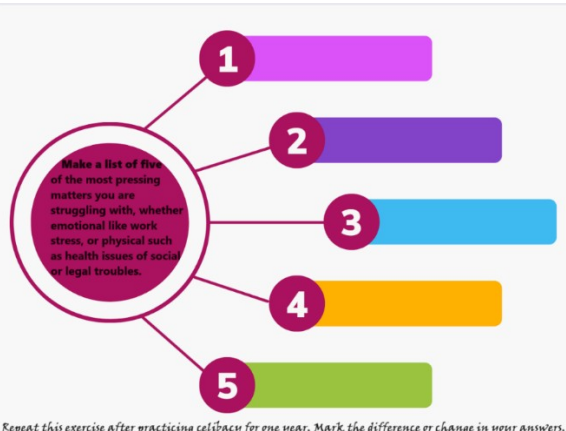 1
2
Make a list of five
of the most pressing
matters you are
struggling with, whether
emotional like work
stress, or physical such
as health issues of social
or legal troubles.
3
4
5
Repeat this exercise after practicing celibacy for one year. Mark the difference or change in your answers.